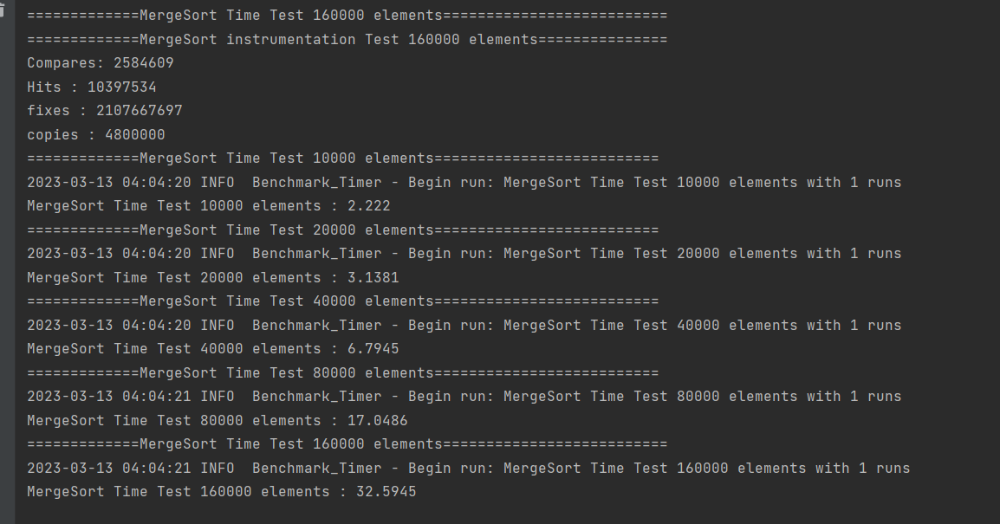 =============MergeSort Time Test 160000 elements==========================
=============MergeSort instrumentation Test 160000 elements===============
Compares: 2584609
Hits : 10397534
fixes : 2107667697
copies : 4800000
=============MergeSort Time Test 10000 elements==========================
2023-03-13 04:04:20 INFO  Benchmark_Timer - Begin run: MergeSort Time Test 10000 elements with 1 runs
MergeSort Time Test 10000 elements : 2.222
=============MergeSort Time Test 20000 elements==========================
2023-03-13 04:04:20 INFO  Benchmark_Timer - Begin run: MergeSort Time Test 20000 elements with 1 runs
MergeSort Time Test 20000 elements : 3.1381
=============MergeSort Time Test 40000 elements==========================
2023-03-13 04:04:20 INFO  Benchmark_Timer - Begin run: MergeSort Time Test 40000 elements with 1 runs
MergeSort Time Test 40000 elements : 6.7945
=============MergeSort Time Test 80000 elements==========================
2023-03-13 04:04:21 INFO  Benchmark_Timer - Begin run: MergeSort Time Test 80000 elements with 1 runs
MergeSort Time Test 80000 elements : 17.0486
=============MergeSort Time Test 160000 elements==========================
2023-03-13 04:04:21 INFO  Benchmark_Timer - Begin run: MergeSort Time Test 160000 elements with 1 runs
MergeSort Time Test 160000 elements : 32.5945